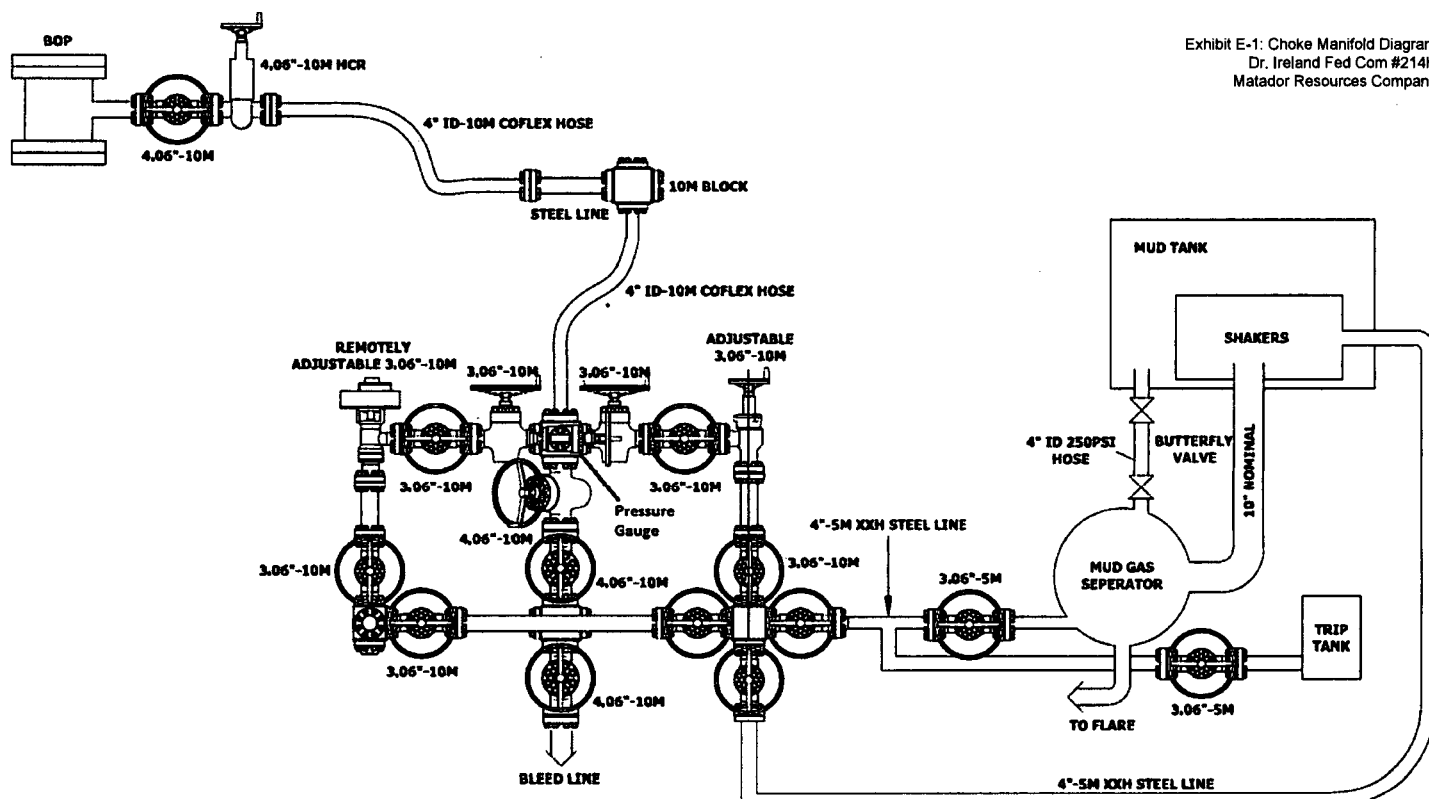 Exhibit E-1: Choke Manifold Diagram
Dr. Ireland Fed Com #214H
Matador Resources Company
BOP
4.06"-10M HCR
4.06"-10M
4" ID-10M COFLEX HOSE
10M BLOCK
STEEL LINE
4" ID-10M COFLEX HOSE
MUD TANK
SHAKERS
REMOTELY
ADJUSTABLE 3.06"-10M
3.06"-10M
3.06"-10M
ADJUSTABLE
3.06"-10M
4" ID 250PSI
HOSE
BUTTERFLY
VALVE
10" NOMINAL
3.06"-10M
3.06"-10M
Pressure
Gauge
4.06"-10M
4"-5M XXH STEEL LINE
3.06"-10M
4.06"-10M
3.06"-10M
3.06"-5M
MUD GAS
SEPERATOR
TRIP
TANK
3.06"-10M
4.06"-10M
3.06"-5M
TO FLARE
BLEED LINE
4"-5M XXH STEEL LINE